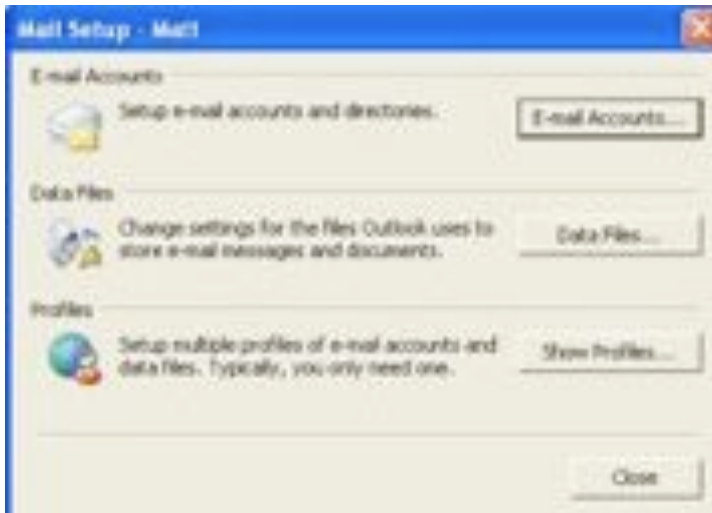 Mail Setup - Matt
E-mail Accounts
Setup e-mail accounts and directories.
E-mail Accounts...
Data Files
Change settings for the files Outlook uses to
store e-mail messages and documents.
Data Files...
Profiles
Setup multiple profiles of e-mail accounts and
data files. Typically, you only need one.
Show Profiles...
Close